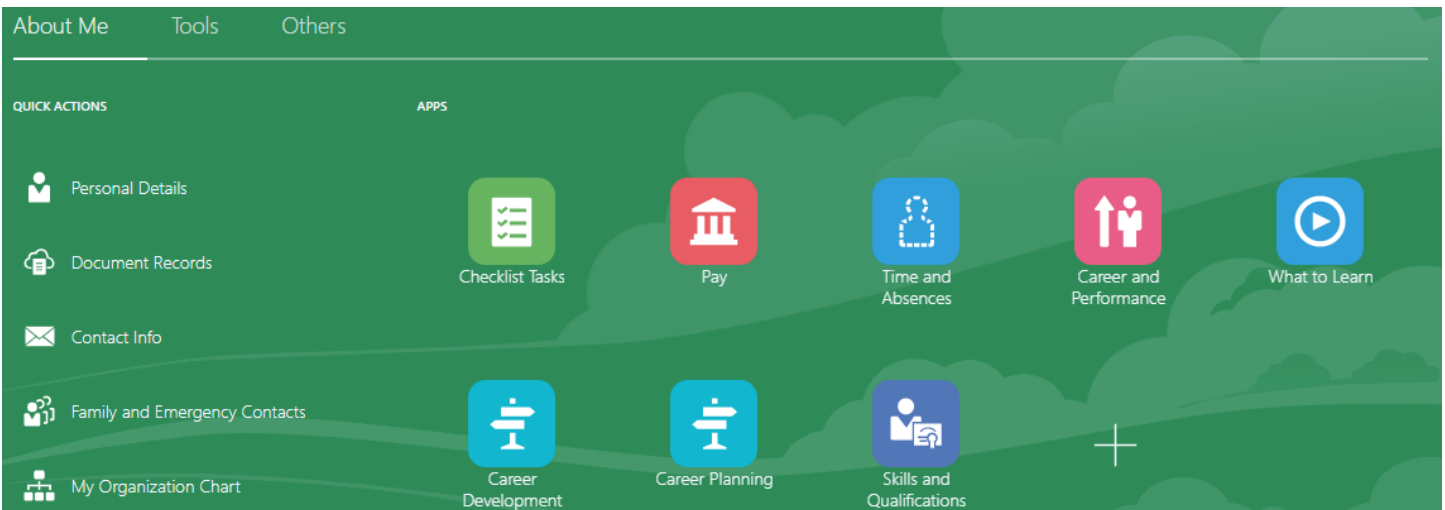 About Me Tools Others
QUICK ACTIONS
Personal Details
Document Records
Contact Info
Family and Emergency Contacts
My Organization Chart
APPS
Checklist Tasks
Pay
Time and
Absences
Career and
Performance
What to Learn
Career
Development
Career Planning
Skills and
Qualifications